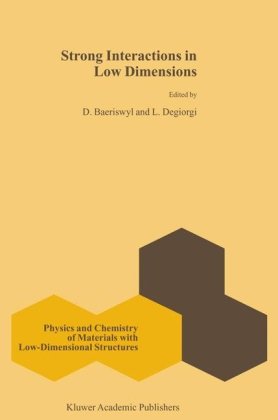 Strong Interactions in
Low Dimensions
Edited by
D. Baeriswyl and L. Degiorgi
Physics and Chemistry
of Materials with
Low-Dimensional Structures
Kluwer Academic Publishers